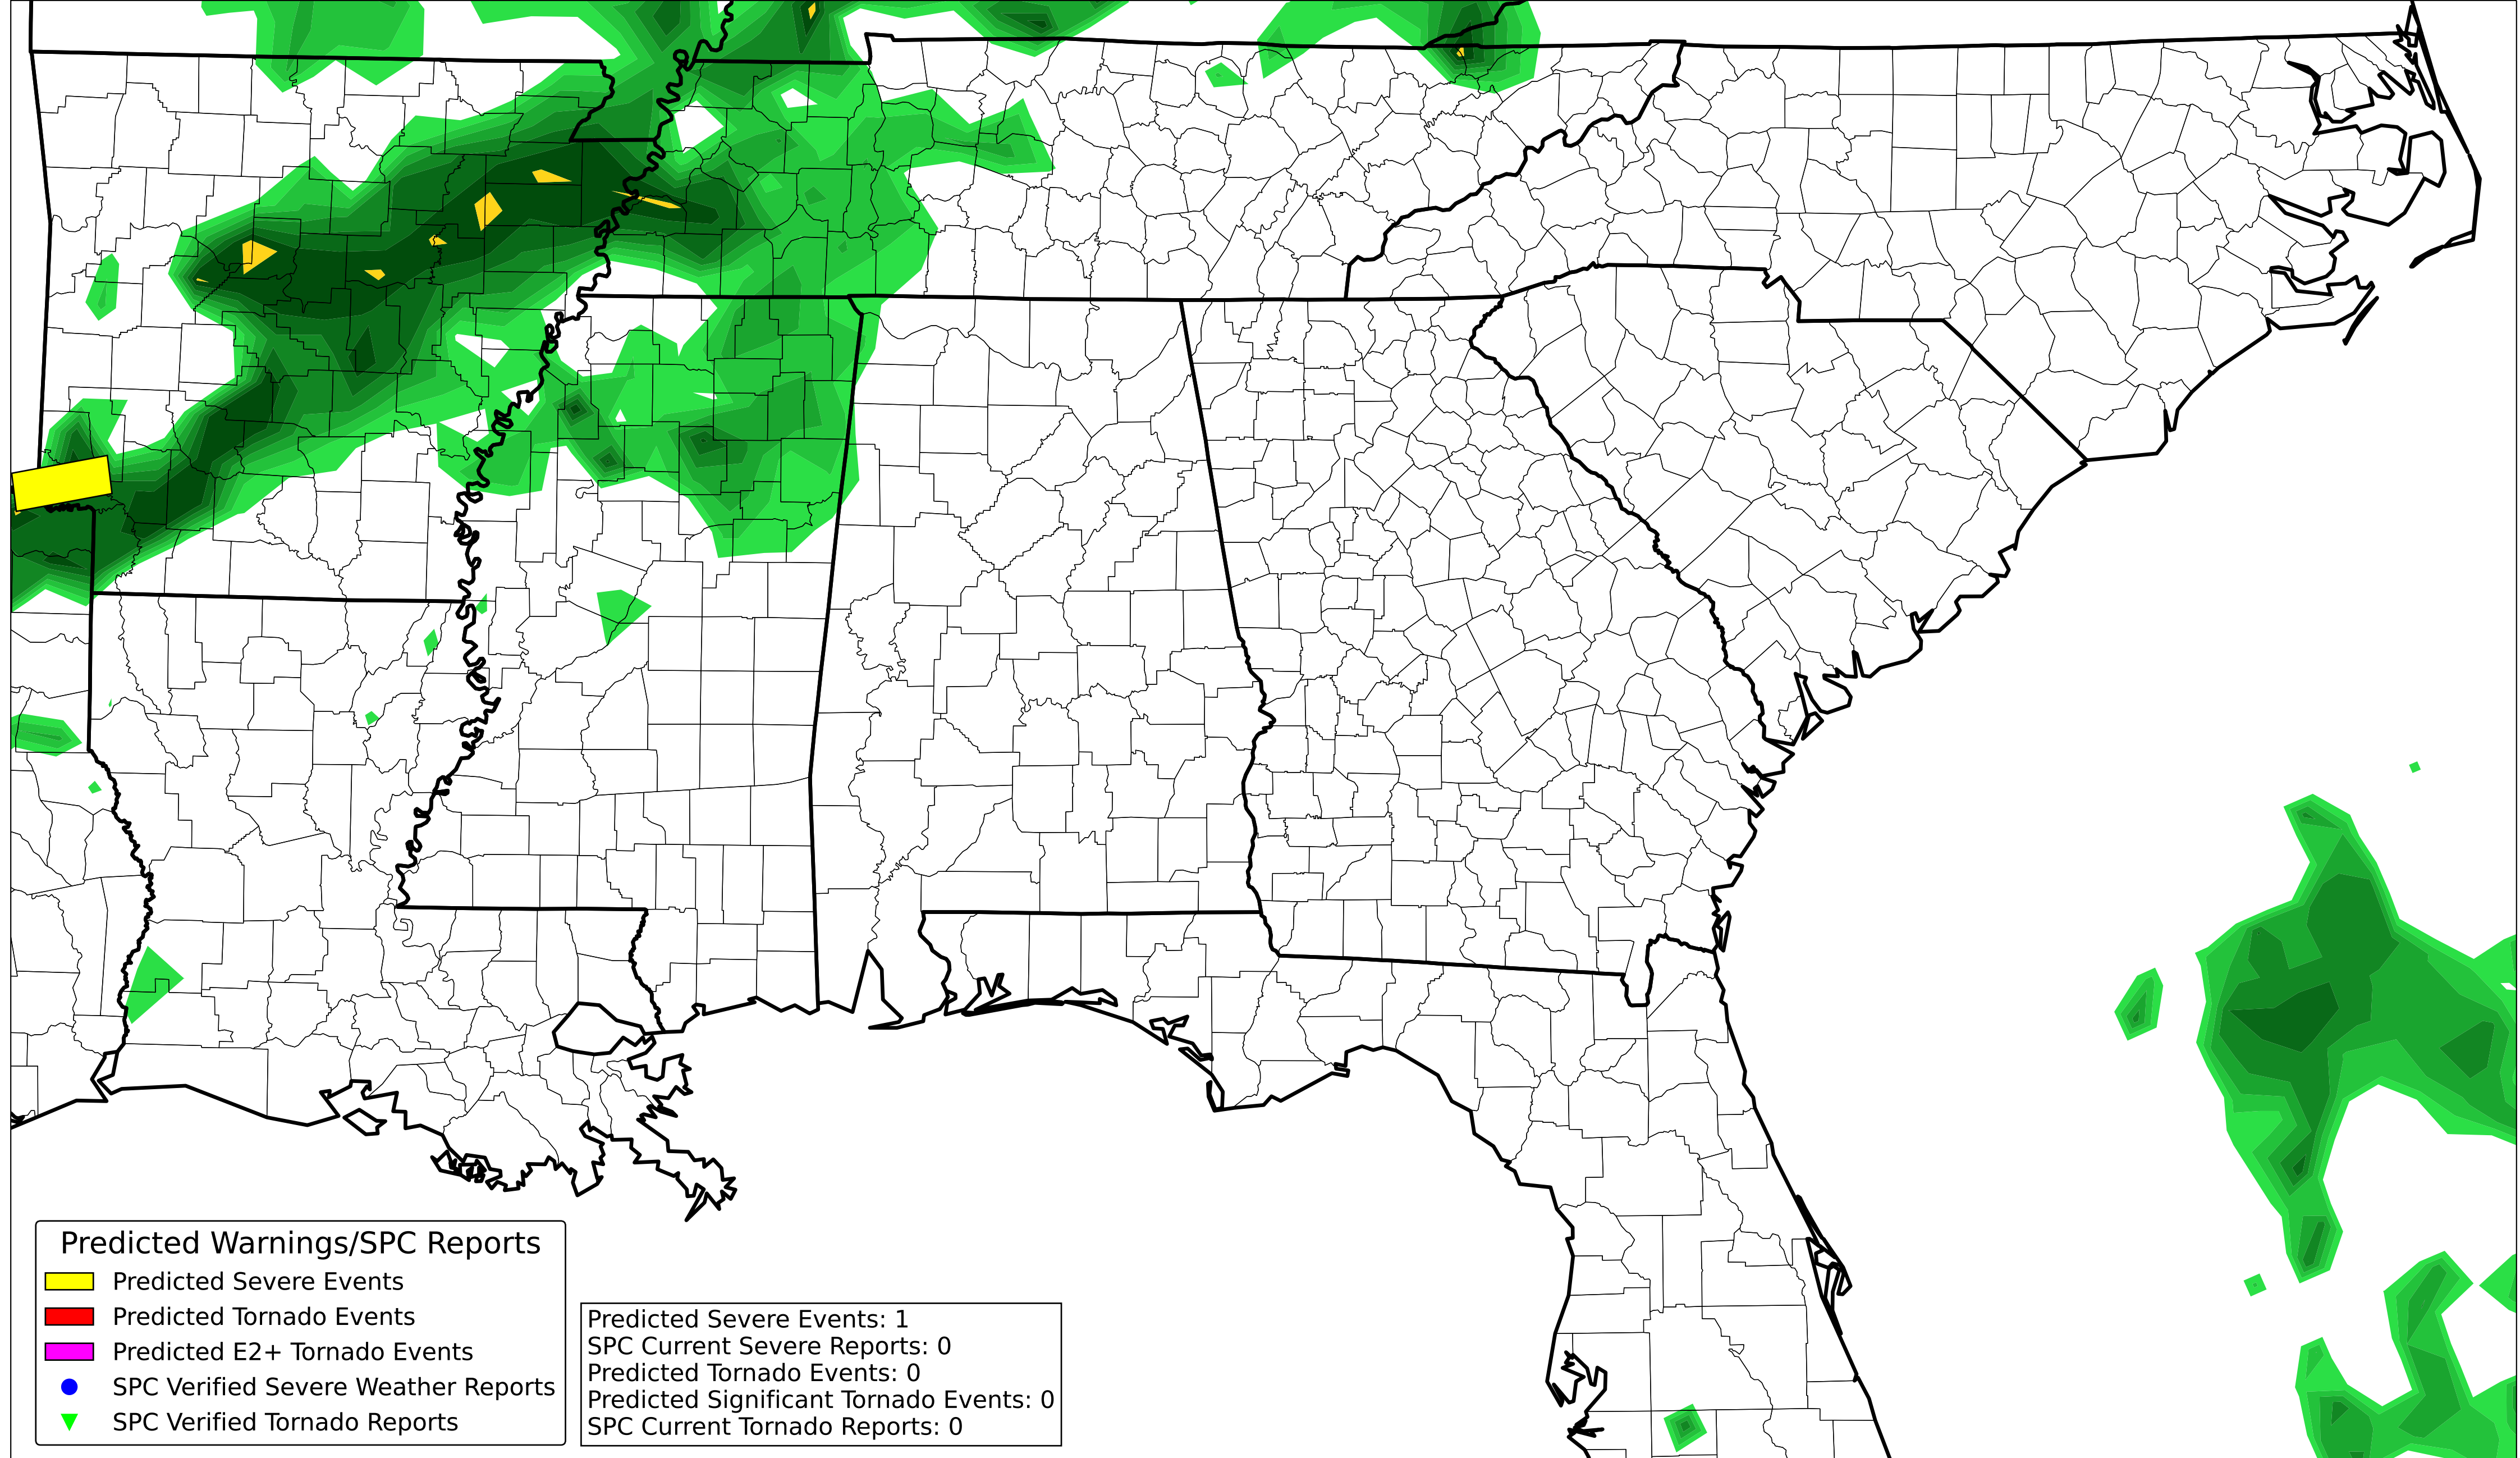 Predicted Warnings/SPC Reports
Predicted Severe Events
Predicted Tornado Events
Predicted E2+ Tornado Events
SPC Verified Severe Weather Reports
SPC Verified Tornado Reports
Predicted Severe Events: 1
SPC Current Severe Reports: 0
Predicted Tornado Events: 0
Predicted Significant Tornado Events: 0
SPC Current Tornado Reports: 0